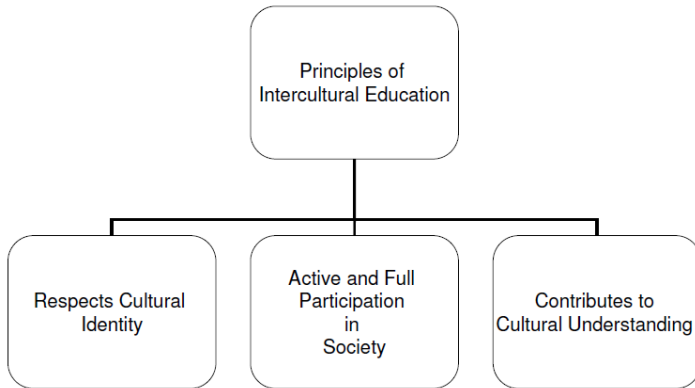 Principles of
Intercultural Education
Respects Cultural
Identity
Active and Full
Participation
in
Society
Contributes to
Cultural Understanding